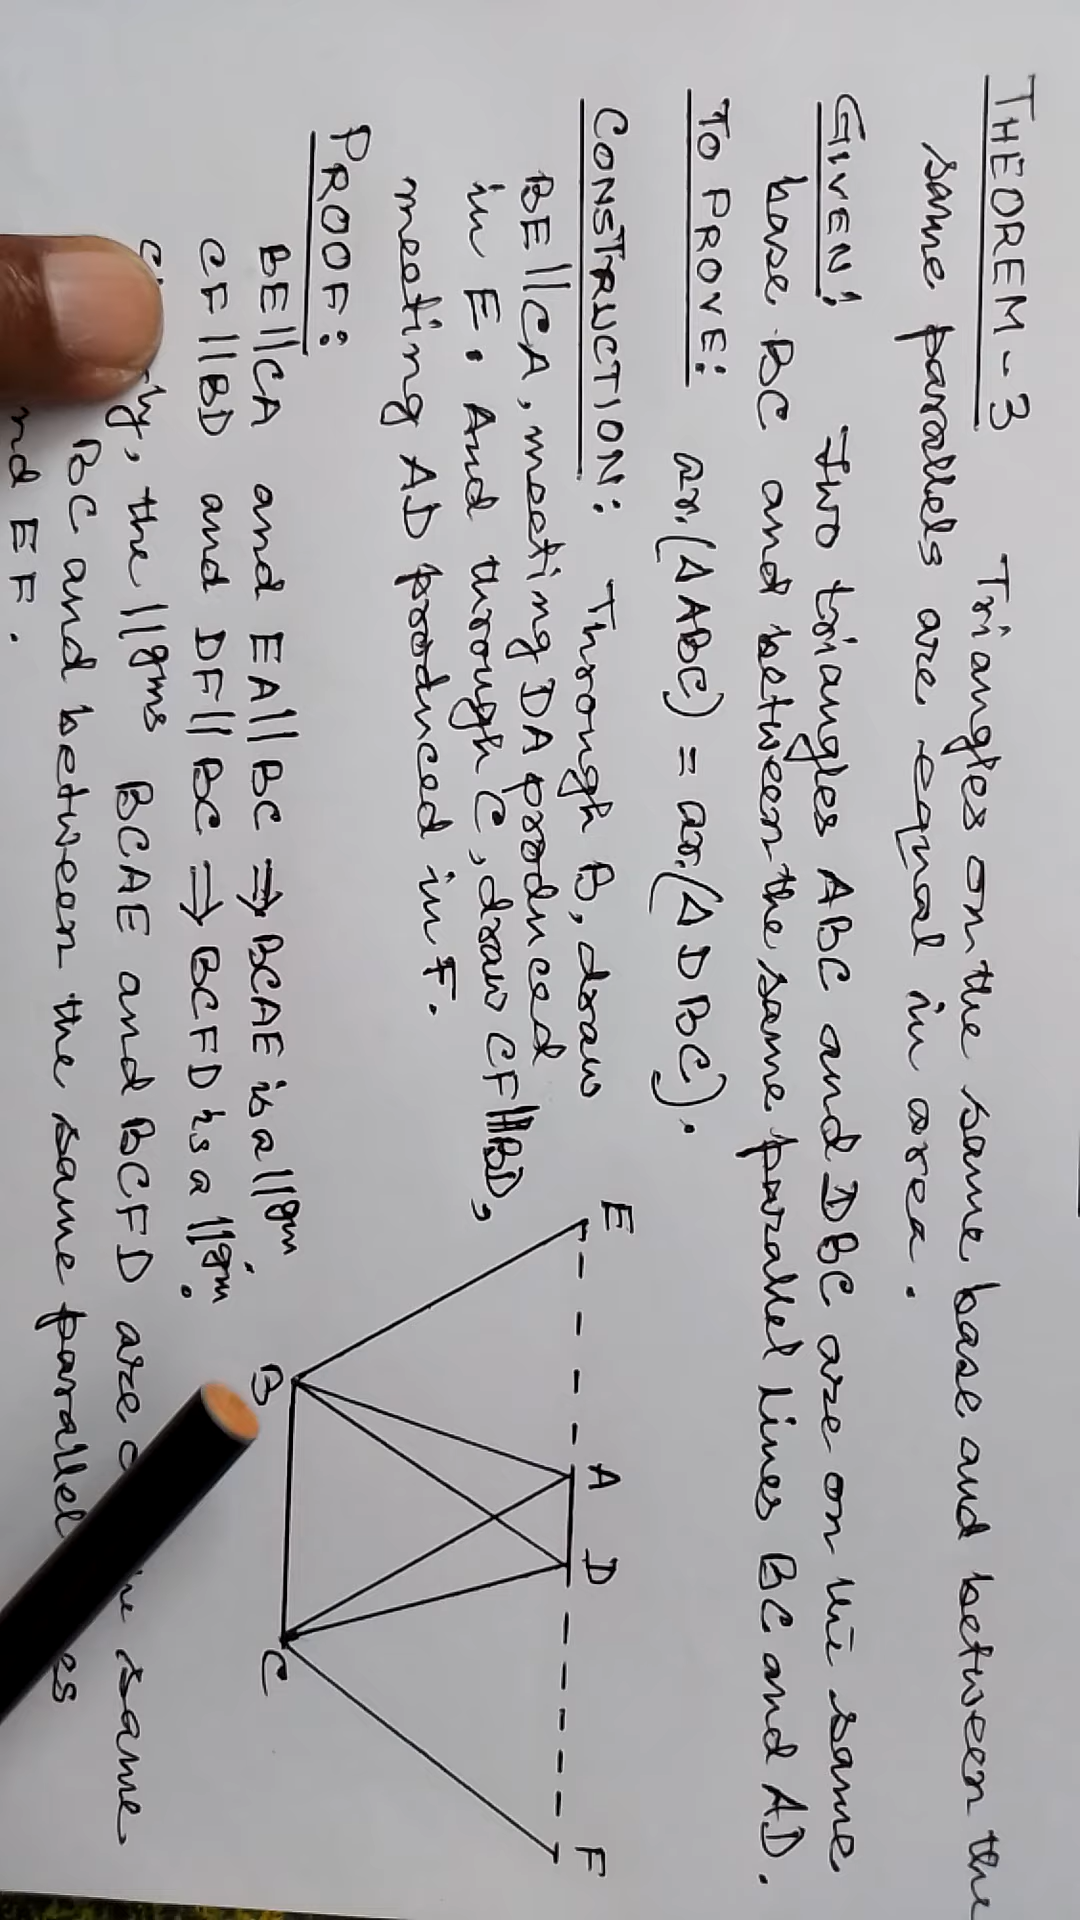 THEOREM-3 Triangles on the same base and between the
same parallels are equal in area.
GIVEN: Two triangles ABC and DBC are on the same
base BC and between the same parallel lines BC and AD.
TO PROVE: ar.(∆ABC) = ar.(∆DBC).
CONSTRUCTION: Through B, draw
BE||CA, meeting DA produced
in E. And through C, draw CF||BD,
meeting AD produced in F.
PROOF:
BE||CA and EA||BC ⇒ BCAE is a ||gm.
CF||BD and DF||BC ⇒ BCFD is a ||gm.
the ||gms BCAE and BCFD are same
BC and between the same parallel
EF.
E
A
D
F
B
C